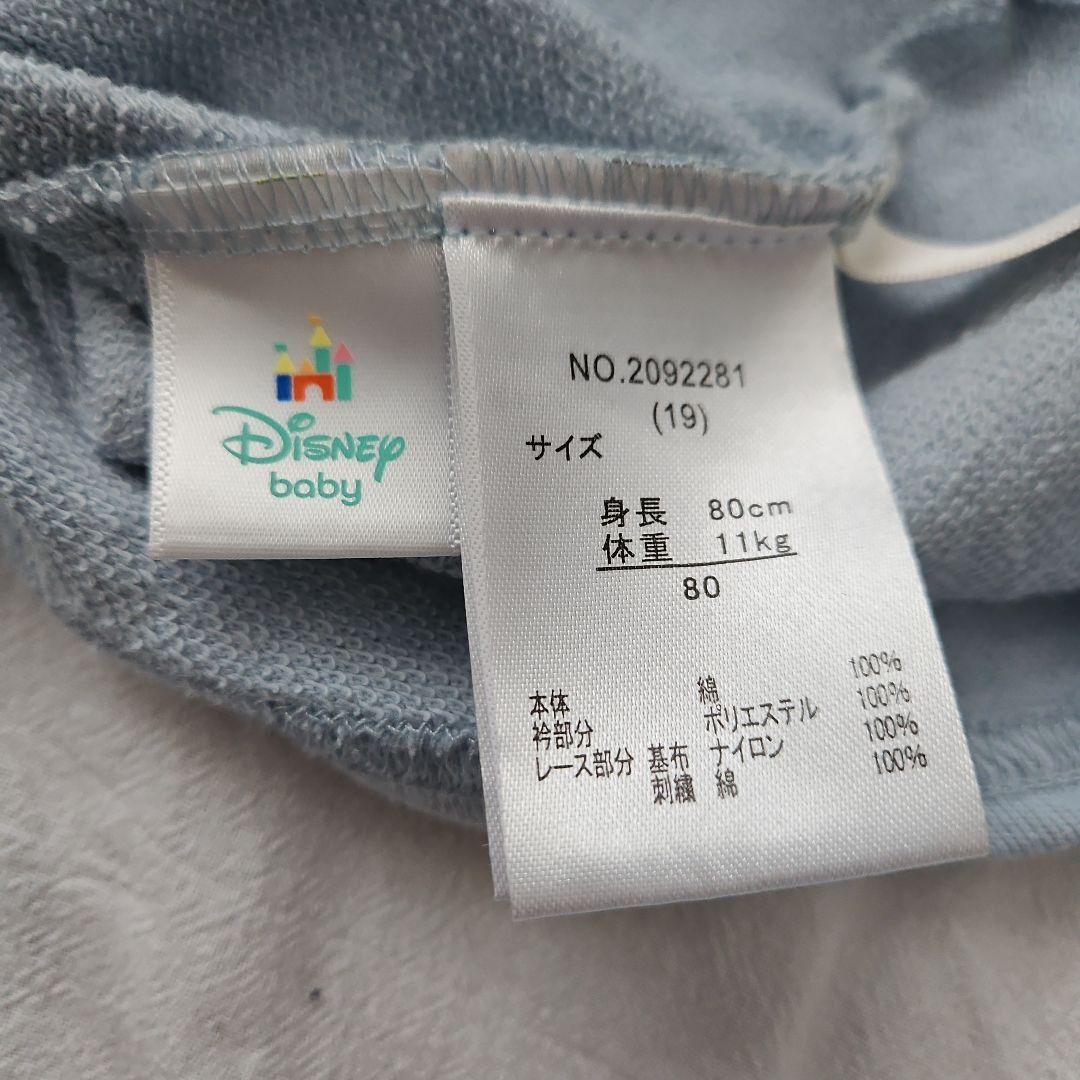 Disney
baby
NO.2092281
(19)
サイズ
身長 80cm
体重 11kg
80
本体 綿 100%
衿部分 ポリエステル 100%
レース部分 基布 ナイロン 100%
刺繍 綿 100%